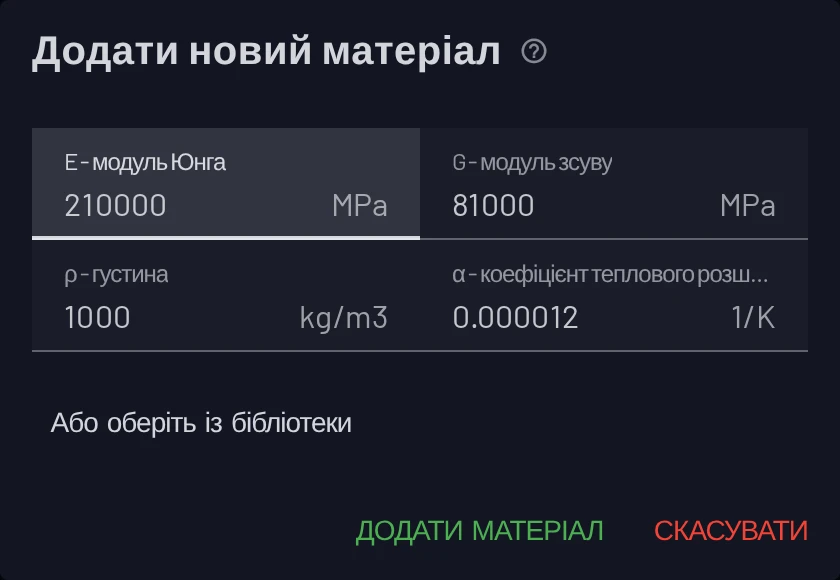 Додати новий матеріал ?
E - модуль Юнга
210000 MPa
G - модуль зсуву
81000 MPa
ρ - густина
1000 kg/m3
α - коефіцієнт теплового розш...
0.000012 1/K
Або оберіть із бібліотеки
ДОДАТИ МАТЕРІАЛ СКАСУВАТИ